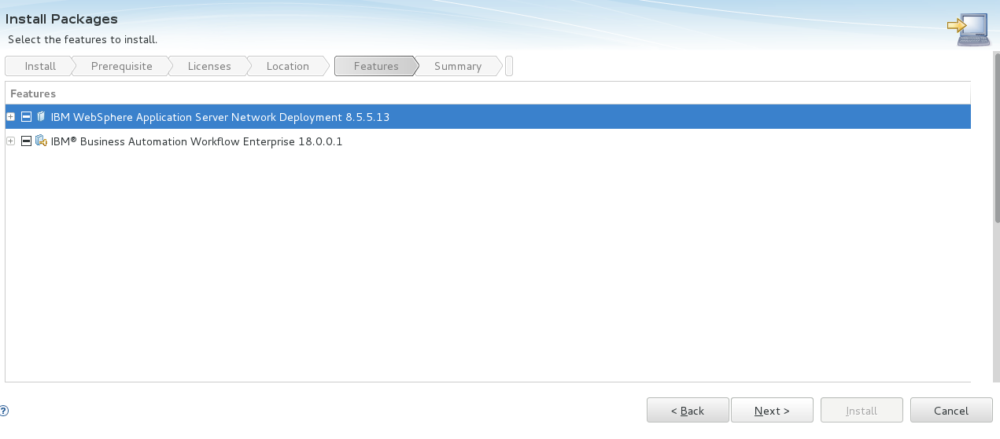 Install Packages
Select the features to install.
Install Prerequisite Licenses Location Features Summary
Features
IBM WebSphere Application Server Network Deployment 8.5.5.13
IBM® Business Automation Workflow Enterprise 18.0.0.1
? < Back Next > Install Cancel